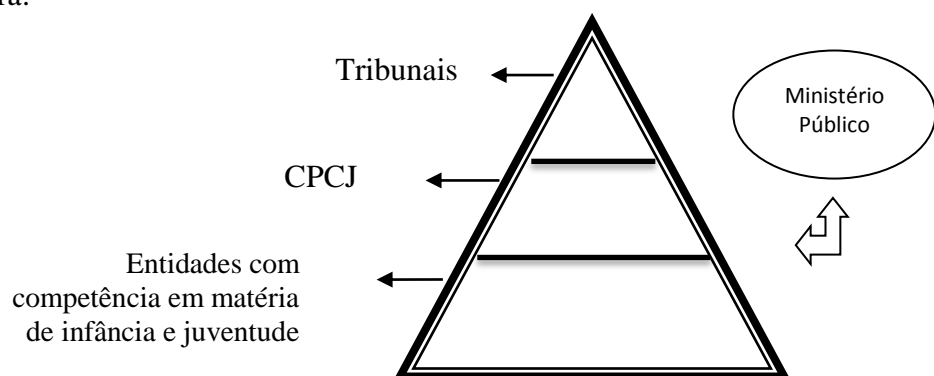 Tribunais
Ministério
Público
CPCJ
Entidades com
competência em matéria
de infância e juventude